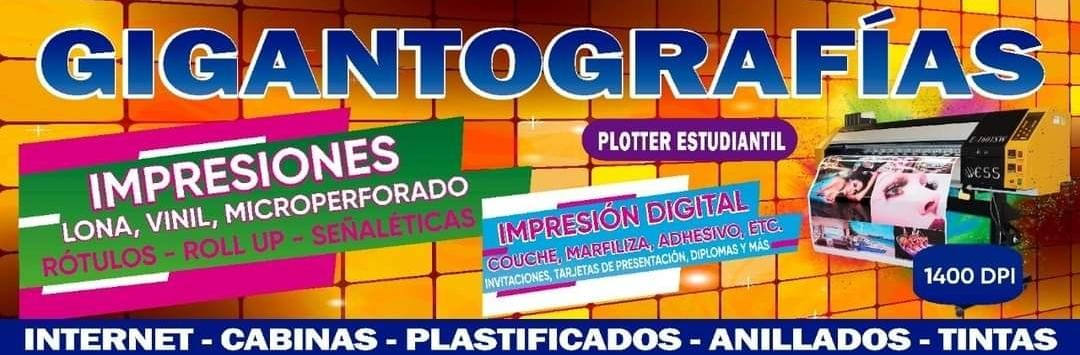 GIGANTOGRAFÍAS
IMPRESIONES
LONA, VINIL, MICROPERFORADO
RÓTULOS - ROLL UP - SEÑALÉTICAS
PLOTTER ESTUDIANTIL
IMPRESIÓN DIGITAL
COUCHE, MARFILIZA, ADHESIVO, ETC.
INVITACIONES, TARJETAS DE PRESENTACIÓN, DIPLOMAS Y MÁS
1400 DPI
INTERNET - CABINAS - PLASTIFICADOS - ANILLADOS - TINTAS